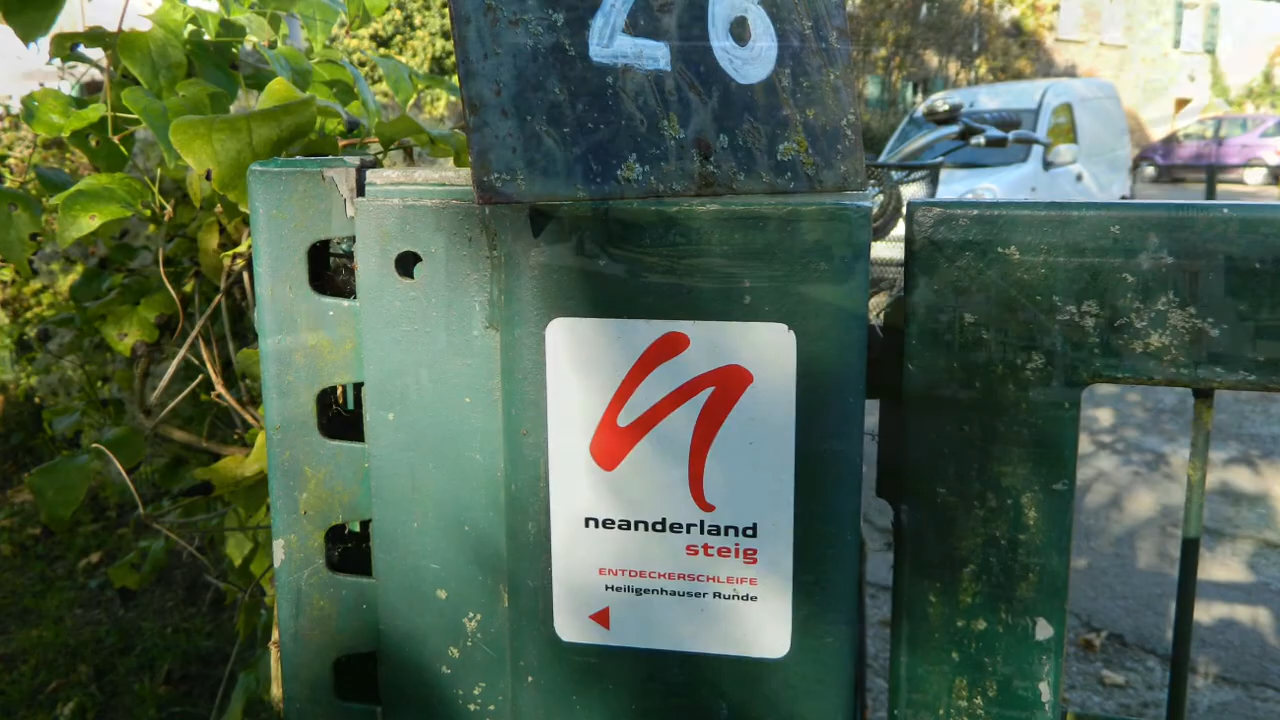 26
neanderland
steig
ENTDECKERSCHLEIFE
Heiligenhauser Runde